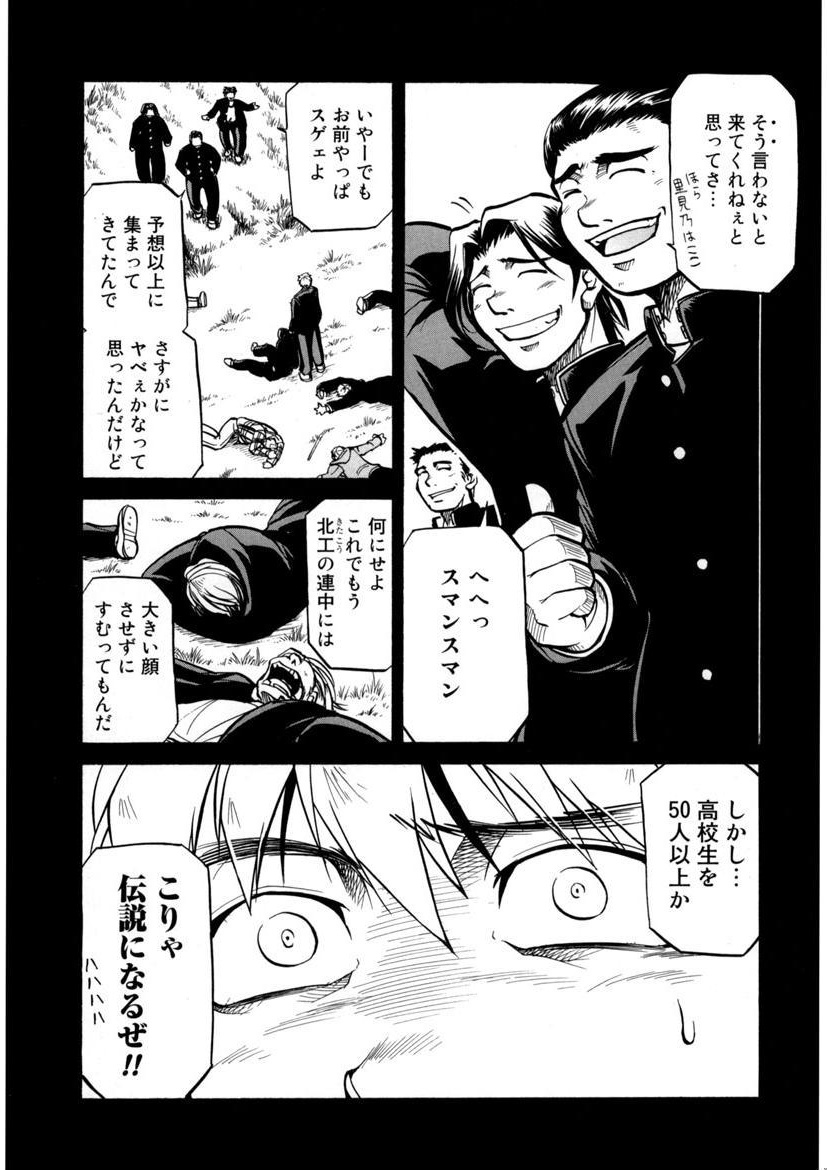 そう言わないと
来てくれねぇと
思ってさ…
ほら
里見乃はここ
へへっ
スマンスマン
いやーでも
お前やっぱ
スゲェよ
予想以上に
集まって
きてたんで
さすがに
ヤベぇかなって
思ったんだけど
何にせよ
これでもう
北工の連中には
きたこう
大きい顔
させずに
すむってもんだ
しかし…
高校生を
50人以上か
こりゃ
伝説になるぜ!!
ハハハハ